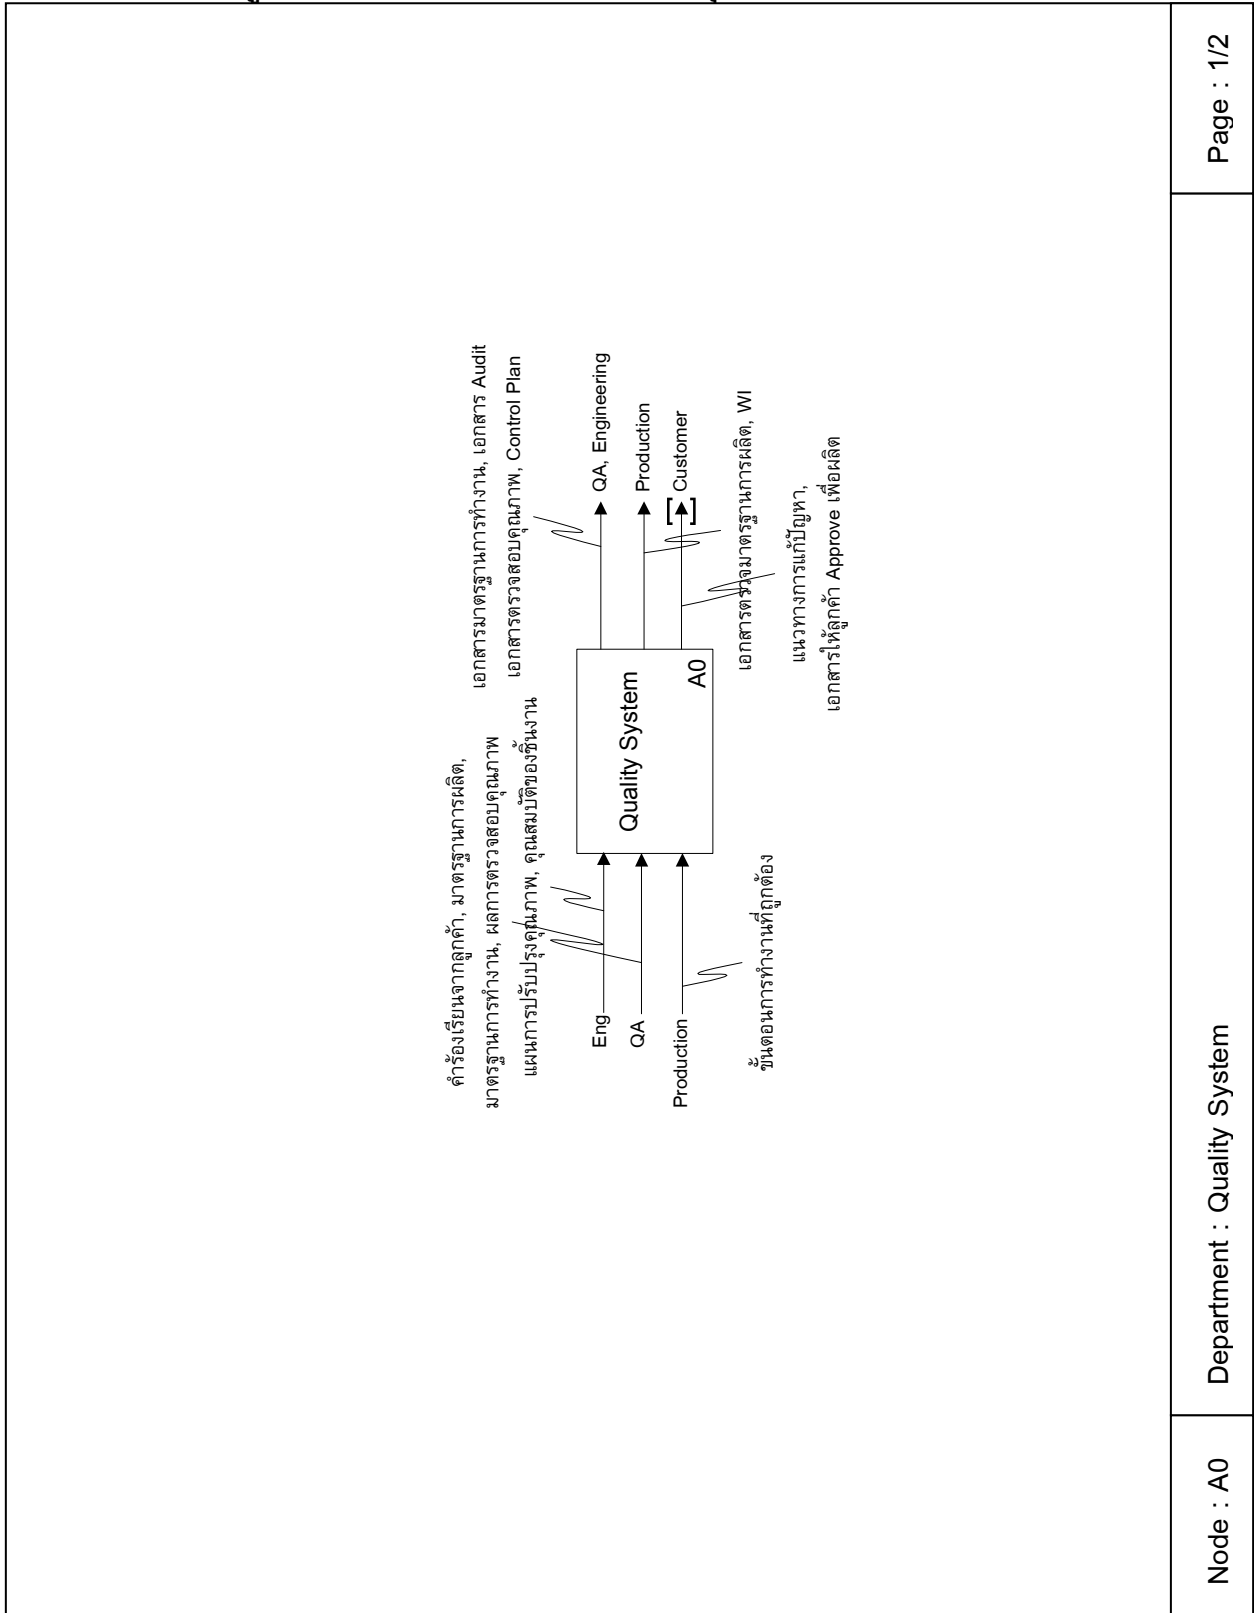 คำร้องเรียนจากลูกค้า, มาตรฐานการผลิต,
มาตรฐานการทำงาน, ผลการตรวจสอบคุณภาพ
แผนการปรับปรุงคุณภาพ, คุณสมบัติของชิ้นงาน
เอกสารมาตรฐานการทำงาน, เอกสาร Audit
เอกสารตรวจสอบคุณภาพ, Control Plan
Eng
QA
Production
Quality System
A0
QA, Engineering
Production
[ ] Customer
ขั้นตอนการทำงานที่ถูกต้อง
เอกสารตรวจมาตรฐานการผลิต, WI
แนวทางการแก้ปัญหา,
เอกสารให้ลูกค้า Approve เพื่อผลิต
Node : A0
Department : Quality System
Page : 1/2